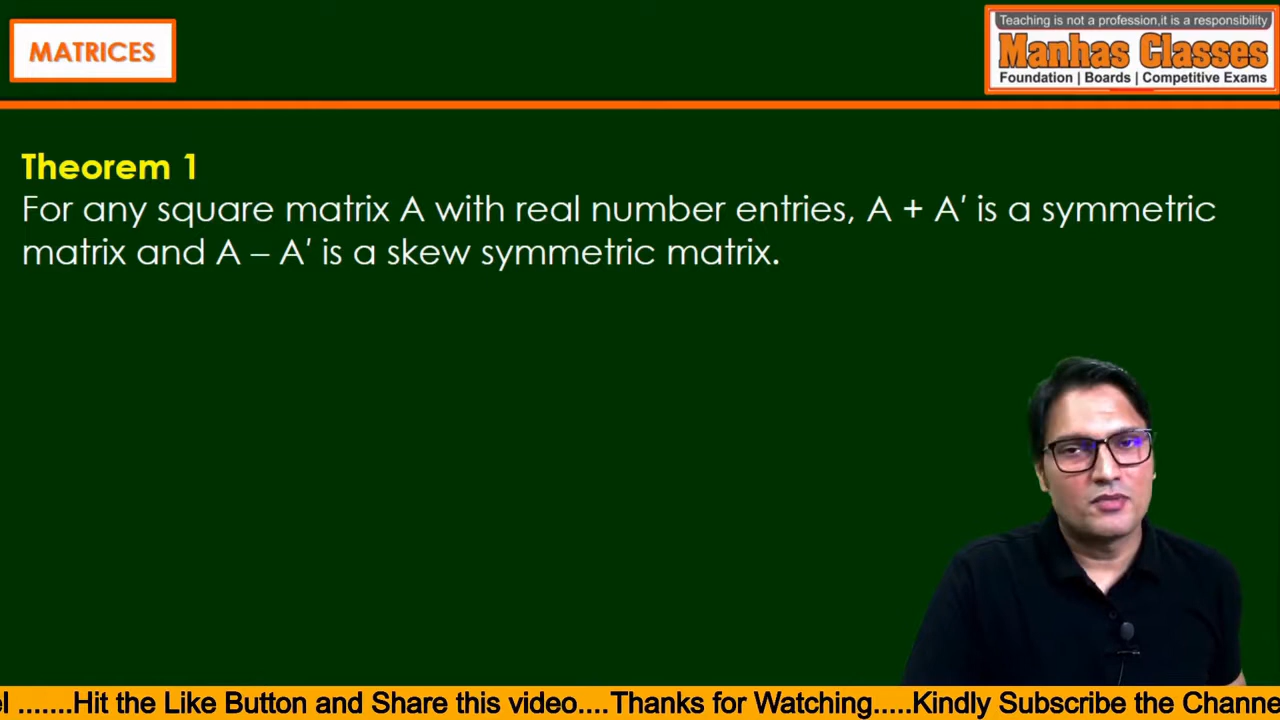 MATRICES
Teaching is not a profession,it is a responsibility
Manhas Classes
Foundation | Boards | Competitive Exams
Theorem 1
For any square matrix A with real number entries, A + A′ is a symmetric
matrix and A – A′ is a skew symmetric matrix.
el .......Hit the Like Button and Share this video....Thanks for Watching.....Kindly Subscribe the Channe